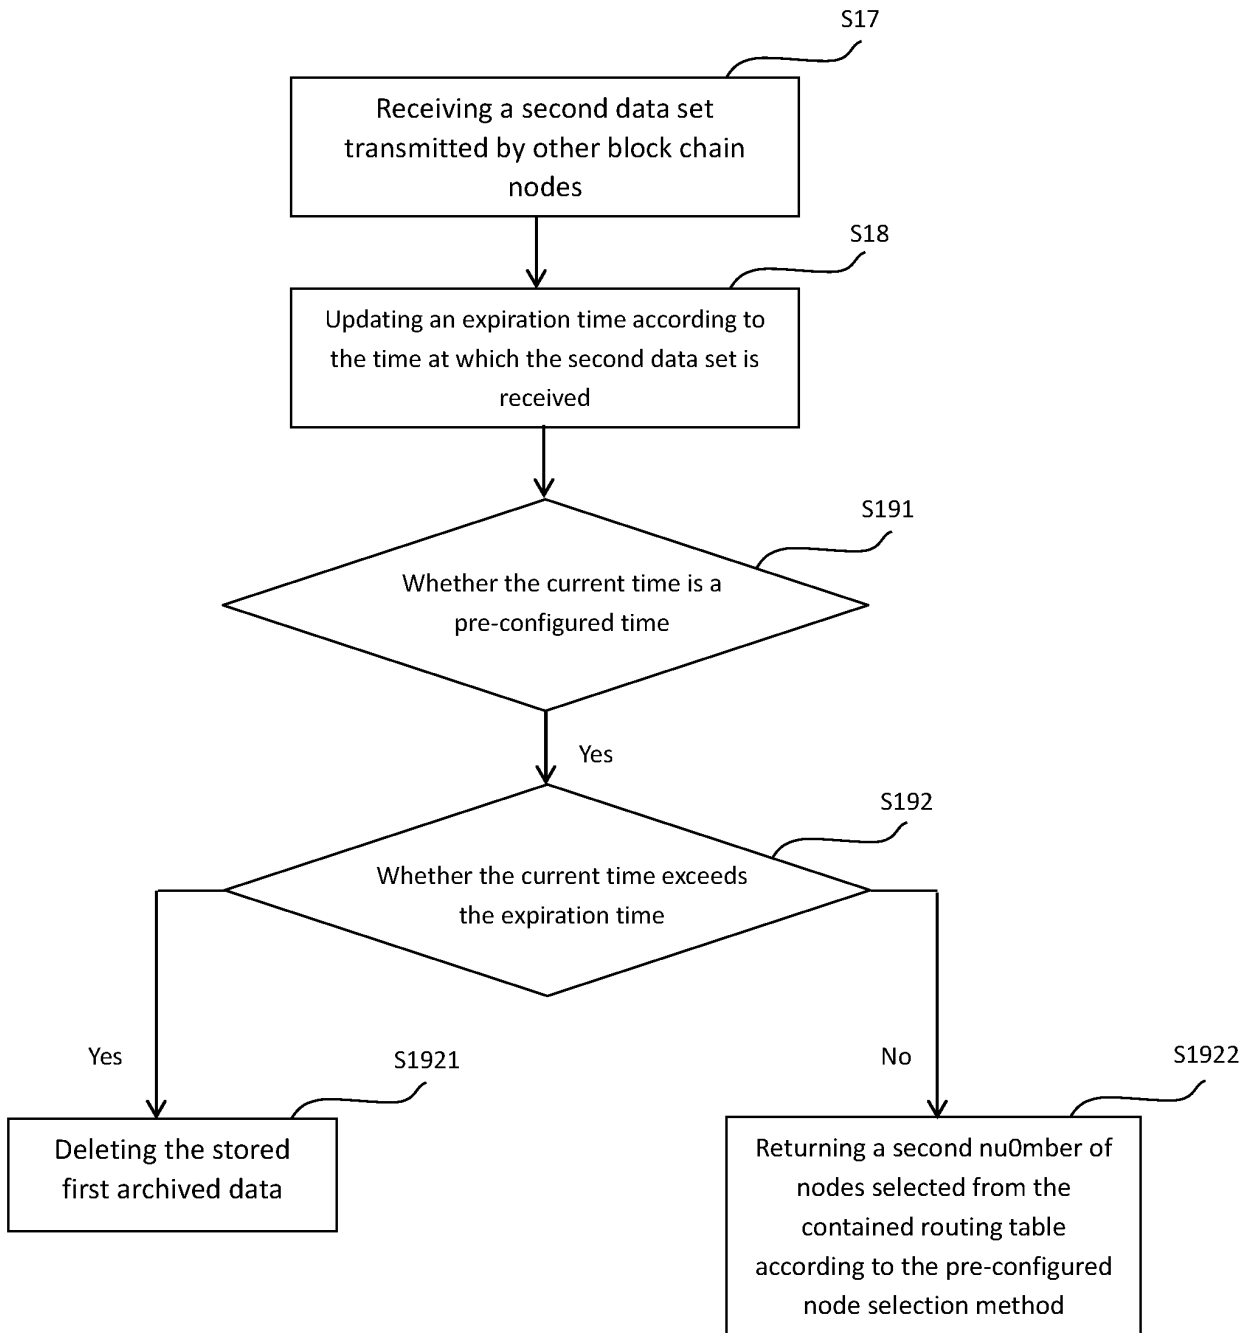 S17
Receiving a second data set
transmitted by other block chain
nodes
S18
Updating an expiration time according to
the time at which the second data set is
received
S191
Whether the current time is a
pre-configured time
Yes
S192
Whether the current time exceeds
the expiration time
Yes
No
S1921
S1922
Deleting the stored
first archived data
Returning a second nu0mber of
nodes selected from the
contained routing table
according to the pre-configured
node selection method